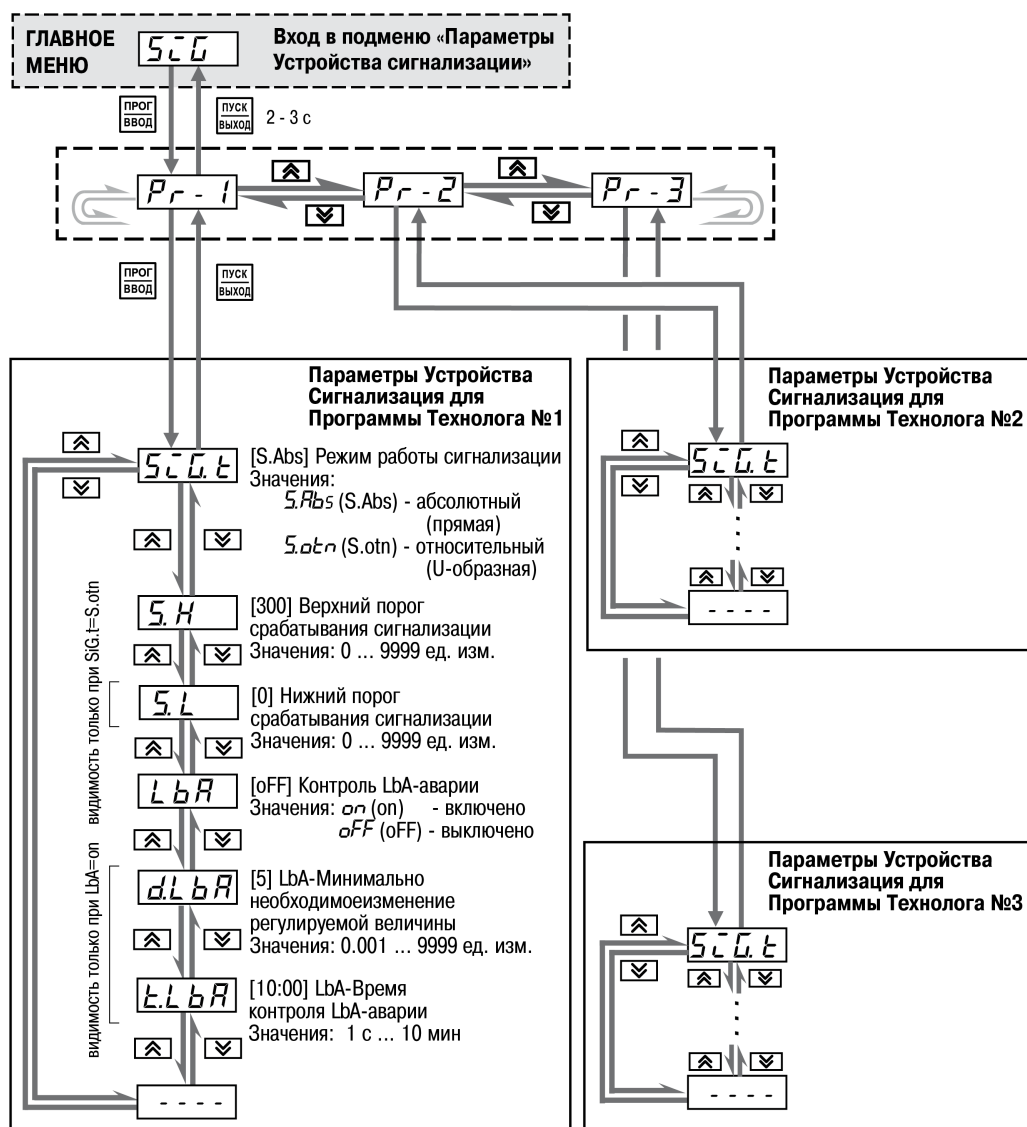 ГЛАВНОЕ
МЕНЮ
SiG
Вход в подменю «Параметры
Устройства сигнализации»
ПРОГ
ВВОД
ПУСК
ВЫХОД
2 - 3 с
Pr - 1
Pr - 2
Pr - 3
ПРОГ
ВВОД
ПУСК
ВЫХОД
Параметры Устройства
Сигнализация для
Программы Технолога №1
SiG.t
[S.Abs] Режим работы сигнализации
Значения:
S.Abs (S.Abs) - абсолютный
(прямая)
S.otn (S.otn) - относительный
(U-образная)
видимость только при SiG.t=S.otn
S. H
[300] Верхний порог
срабатывания сигнализации
Значения: 0 ... 9999 ед. изм.
S. L
[0] Нижний порог
срабатывания сигнализации
Значения: 0 ... 9999 ед. изм.
LbA
[oFF] Контроль LbA-аварии
Значения: on (on) - включено
oFF (oFF) - выключено
видимость только при LbA=on
d.LbA
[5] LbA-Минимально
необходимоеизменение
регулируемой величины
Значения: 0.001 ... 9999 ед. изм.
t.LbA
[10:00] LbA-Время
контроля LbA-аварии
Значения: 1 с ... 10 мин
- - - -
Параметры Устройства
Сигнализация для
Программы Технолога №2
SiG.t
- - - -
Параметры Устройства
Сигнализация для
Программы Технолога №3
SiG.t
- - - -